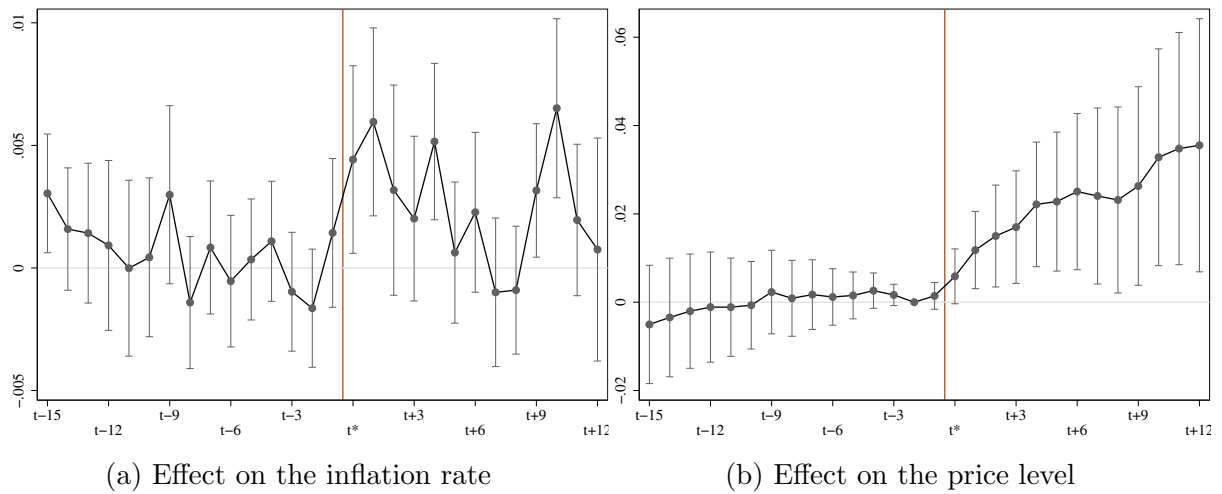 .01
.005
0
-.005
t−15
t−12
t−9
t−6
t−3
t*
t+3
t+6
t+9
t+12
(a) Effect on the inflation rate
.06
.04
.02
0
-.02
t−15
t−12
t−9
t−6
t−3
t*
t+3
t+6
t+9
t+12
(b) Effect on the price level